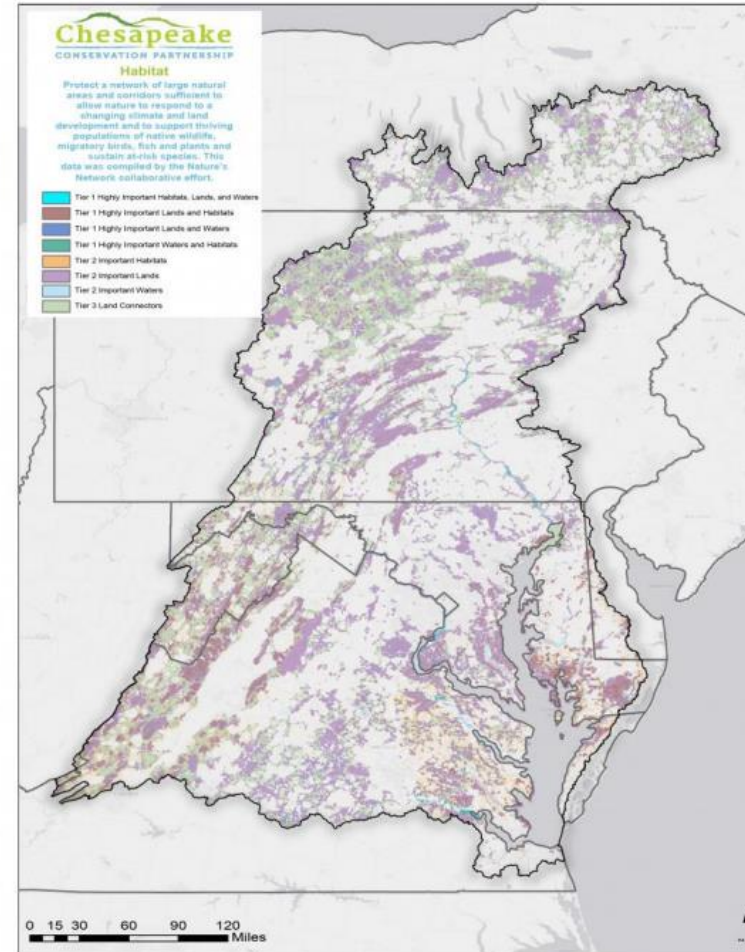 Chesapeake
CONSERVATION PARTNERSHIP
Habitat
Protect a network of large natural
areas and corridors sufficient to
allow nature to respond to a
changing climate and land
development and to support thriving
populations of native wildlife,
migratory birds, fish and plants and
sustain at-risk species. This
data was compiled by the Nature's
Network collaborative effort.
Tier 1 Highly Important Habitats, Lands, and Waters
Tier 1 Highly Important Lands and Habitats
Tier 1 Highly Important Lands and Waters
Tier 1 Highly Important Waters and Habitats
Tier 2 Important Habitats
Tier 2 Important Lands
Tier 2 Important Waters
Tier 3 Land Connectors
0 15 30 60 90 120
Miles